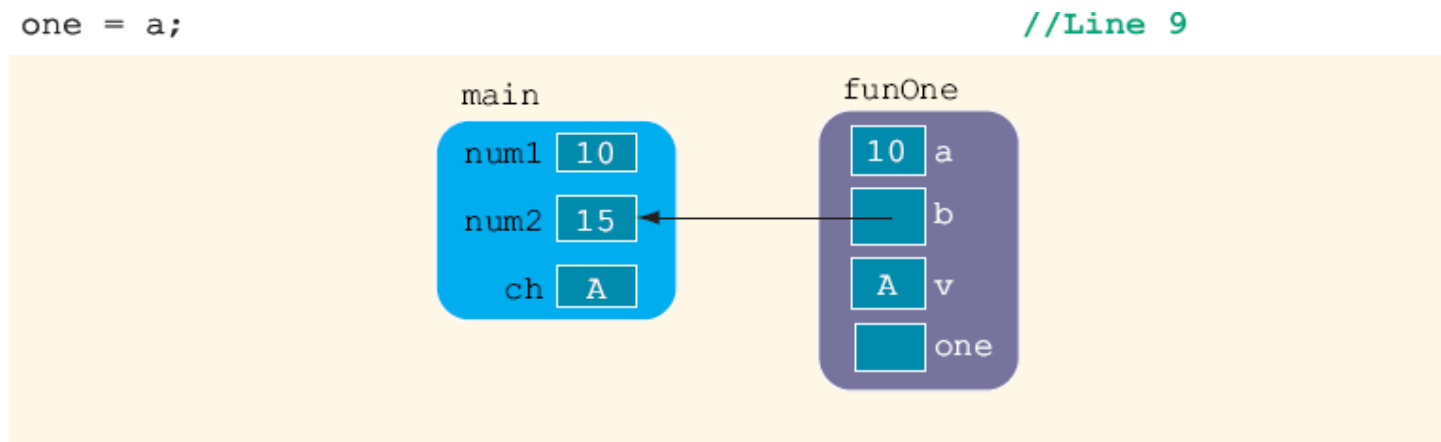 one = a; //Line 9
main
funOne
num1 10
10 a
num2 15
b
ch A
A v
one